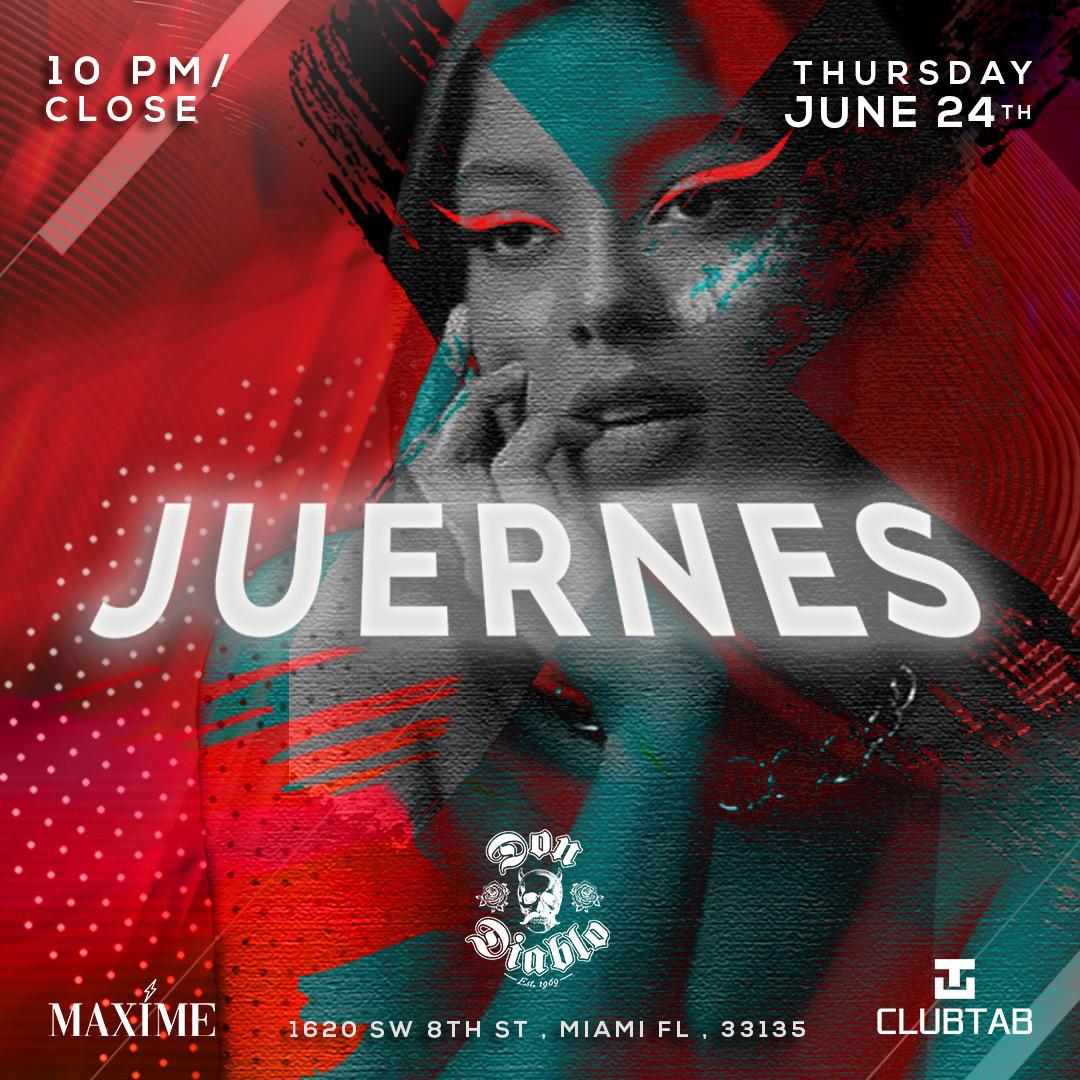 10 PM/
CLOSE
THURSDAY
JUNE 24TH
JUERNES
Don
Diablo
Est. 1969
MAXIME
1620 SW 8TH ST , MIAMI FL , 33135
CLUBTAB